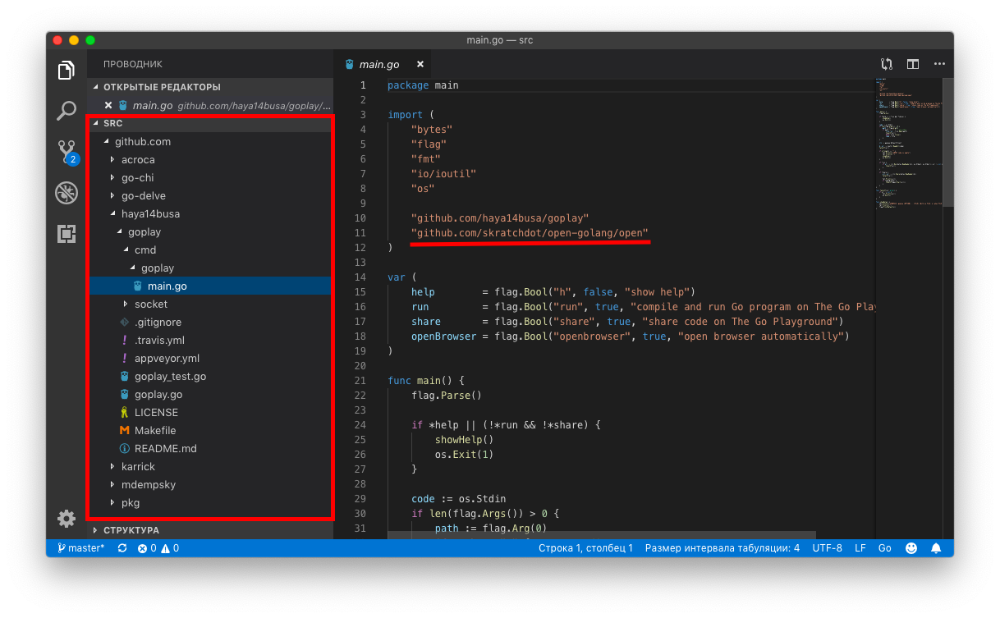 main.go — src
ПРОВОДНИК
ОТКРЫТЫЕ РЕДАКТОРЫ
main.go github.com/haya14busa/goplay/...
SRC
github.com
acroca
go-chi
go-delve
haya14busa
goplay
cmd
goplay
main.go
socket
.gitignore
! .travis.yml
! appveyor.yml
goplay_test.go
goplay.go
LICENSE
M Makefile
README.md
karrick
mdempsky
pkg
СТРУКТУРА
2
main.go
1 package main
2
3 import (
4 "bytes"
5 "flag"
6 "fmt"
7 "io/ioutil"
8 "os"
9
10 "github.com/haya14busa/goplay"
11 "github.com/skratchdot/open-golang/open"
12 )
13
14 var (
15 help = flag.Bool("h", false, "show help")
16 run = flag.Bool("run", true, "compile and run Go program on The Go Play
17 share = flag.Bool("share", true, "share code on The Go Playground")
18 openBrowser = flag.Bool("openbrowser", true, "open browser automatically")
19 )
20
21 func main() {
22 flag.Parse()
23
24 if *help || (!*run && !*share) {
25 showHelp()
26 os.Exit(1)
27 }
28
29 code := os.Stdin
30 if len(flag.Args()) > 0 {
31 path := flag.Arg(0)
master* 0 0 Строка 1, столбец 1 Размер интервала табуляции: 4 UTF-8 LF Go